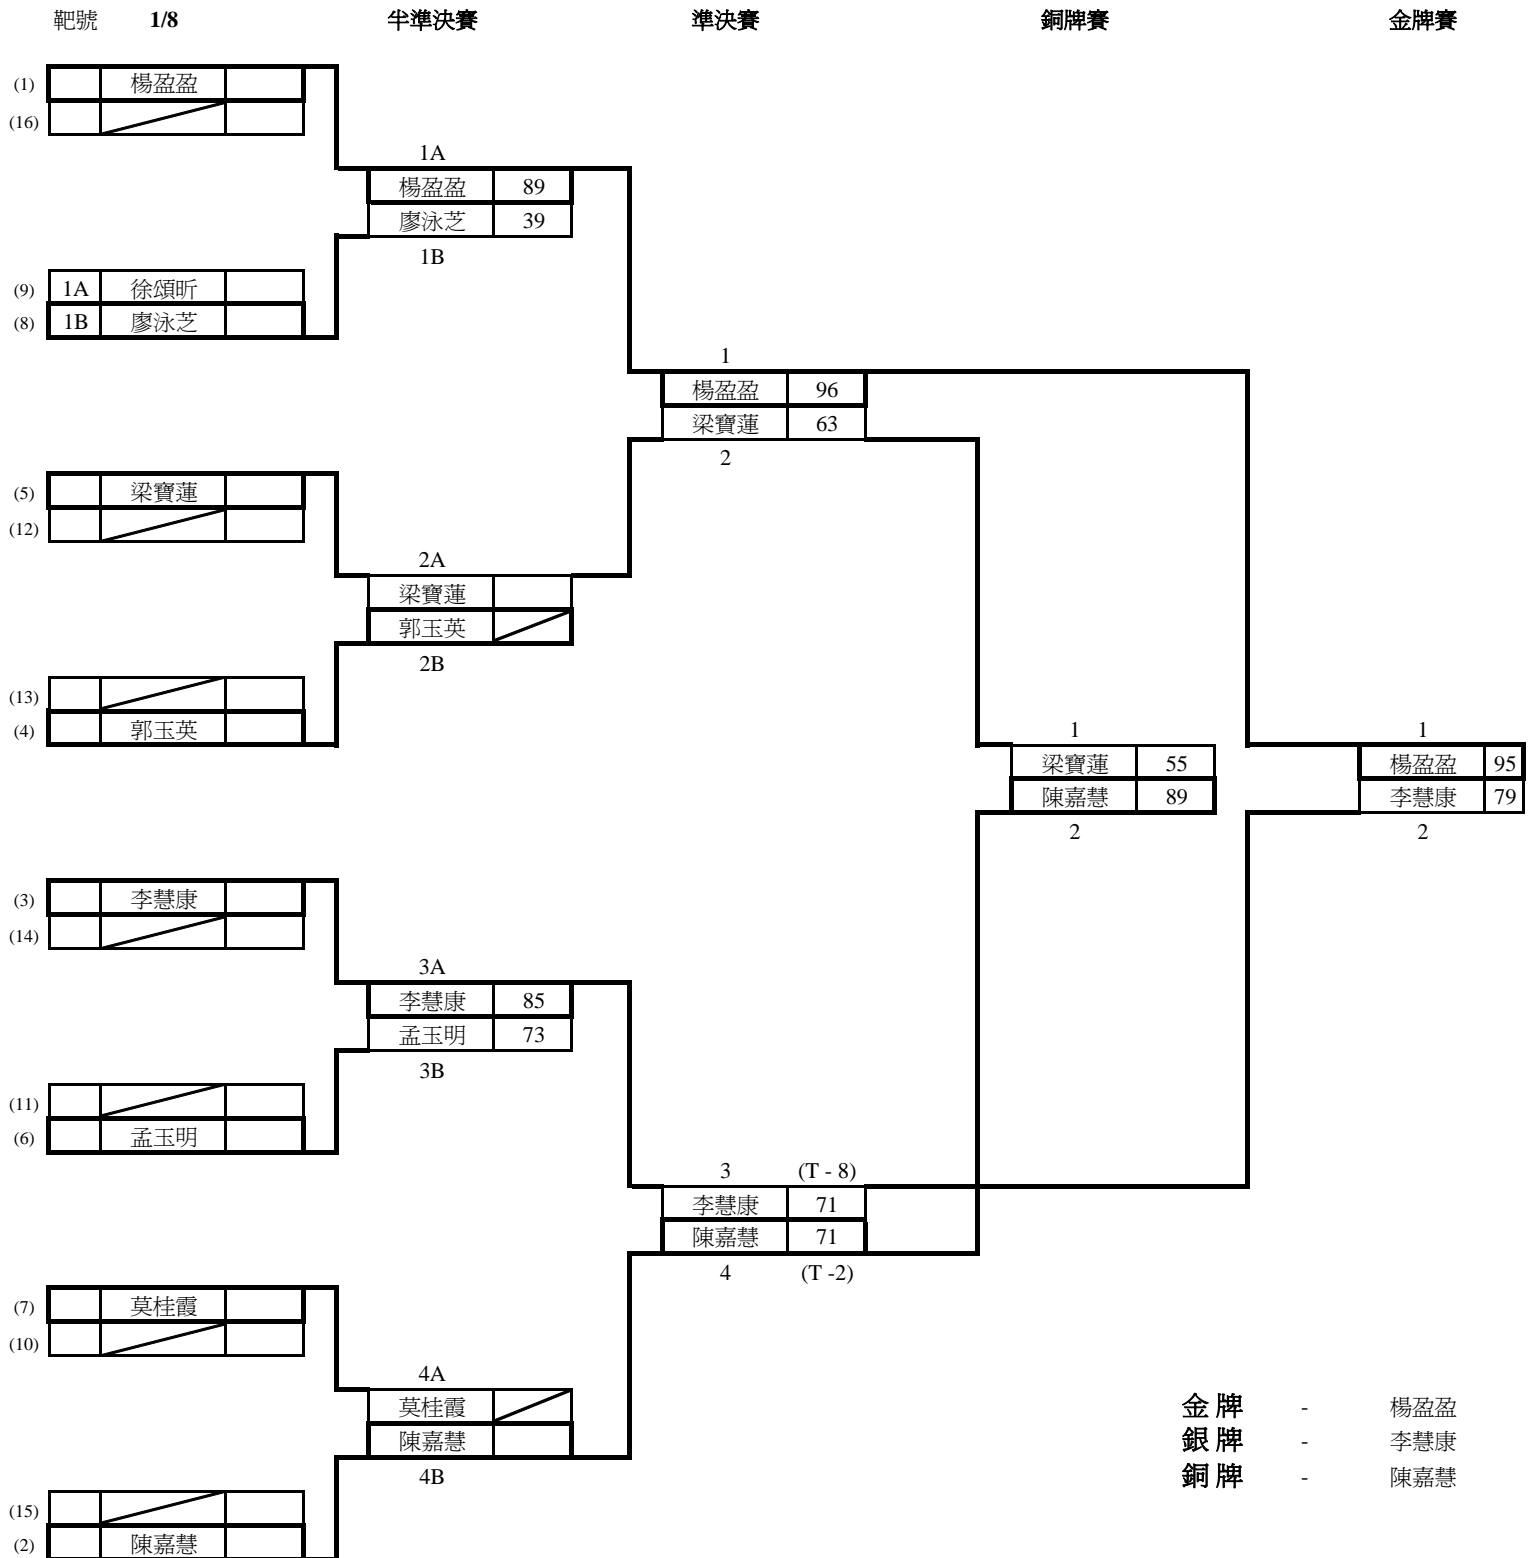 靶號 1/8 半準決賽 準決賽 銅牌賽 金牌賽
(1) 楊盈盈
(16)
1A
楊盈盈 89
廖泳芝 39
1B
(9) 1A 徐頌昕
(8) 1B 廖泳芝
1
楊盈盈 96
梁寶蓮 63
2
(5) 梁寶蓮
(12)
2A
梁寶蓮
郭玉英
2B
(13)
(4) 郭玉英
1 1
梁寶蓮 55 楊盈盈 95
陳嘉慧 89 李慧康 79
2 2
(3) 李慧康
(14)
3A
李慧康 85
孟玉明 73
3B
(11)
(6) 孟玉明
3 (T - 8)
李慧康 71
陳嘉慧 71
4 (T -2)
(7) 莫桂霞
(10)
4A
莫桂霞
陳嘉慧
4B
金牌 - 楊盈盈
銀牌 - 李慧康
銅牌 - 陳嘉慧
(15)
(2) 陳嘉慧